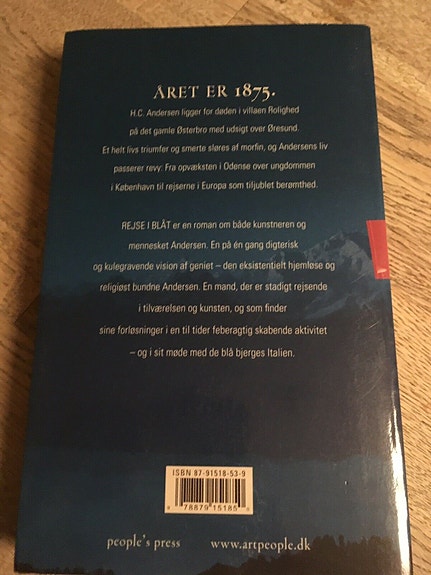 ÅRET ER 1875.
H.C. Andersen ligger for døden i villaen Rolighed
på det gamle Østerbro med udsigt over Øresund.
Et helt livs triumfer og smerte sløres af morfin, og Andersens liv
passerer revy: Fra opvæksten i Odense over ungdommen
i København til rejserne i Europa som tiljublet berømthed.
REJSE I BLÅT er en roman om både kunstneren og
mennesket Andersen. En på én gang digterisk
og kulegravende vision af geniet – den eksistentielt hjemløse og
religiøst bundne Andersen. En mand, der er stadigt rejsende
i tilværelsen og kunsten, og som finder
sine forløsninger i en til tider feberagtig skabende aktivitet
– og i sit møde med de blå bjerges Italien.
ISBN 87-91518-53-9
people's press www.artpeople.dk